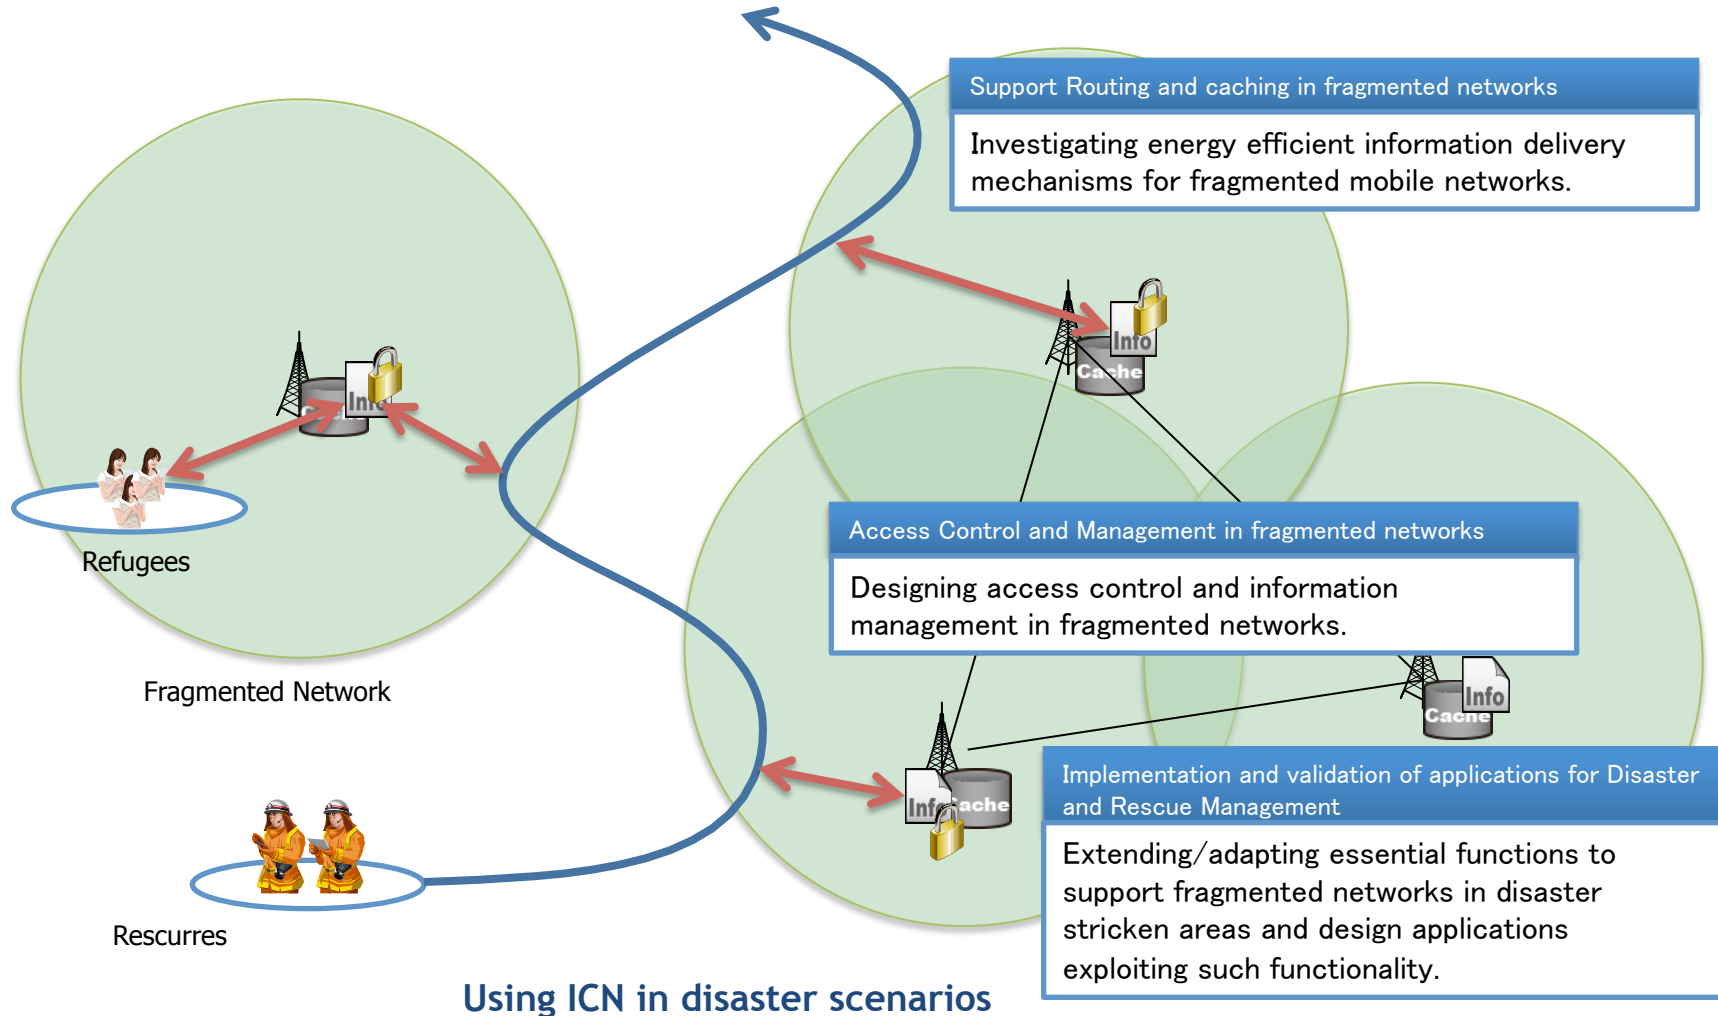 Support Routing and caching in fragmented networks
Investigating energy efficient information delivery
mechanisms for fragmented mobile networks.
Info
Cache
Info
Refugees
Fragmented Network
Access Control and Management in fragmented networks
Designing access control and information
management in fragmented networks.
Info
Cache
Info
Cache
Implementation and validation of applications for Disaster
and Rescue Management
Extending/adapting essential functions to
support fragmented networks in disaster
stricken areas and design applications
exploiting such functionality.
Rescurres
Using ICN in disaster scenarios